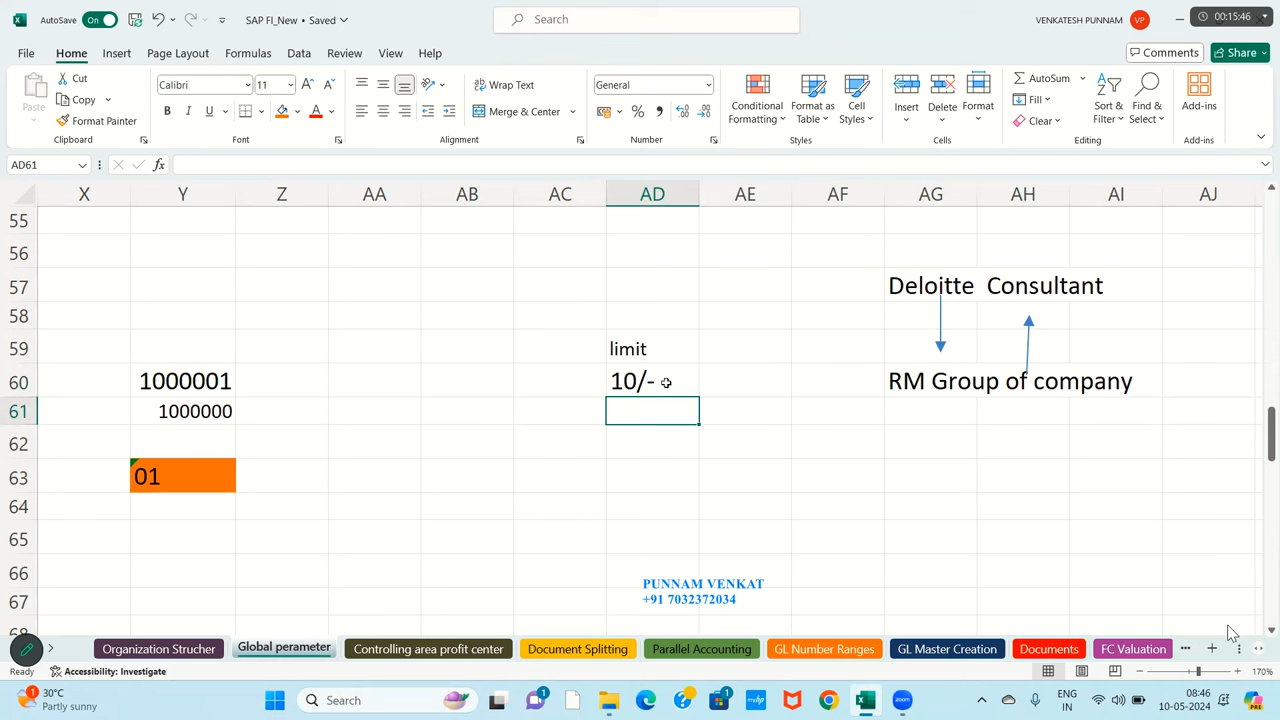 AutoSave On SAP FI_New • Saved Search VENKATESH PUNNAM VP 00:15:46
File Home Insert Page Layout Formulas Data Review View Help Comments Share
Paste Cut Copy Format Painter Clipboard
Calibri 11 B I U A Font
Wrap Text Merge & Center Alignment
General % , Number
Conditional Formatting Format as Table Cell Styles Styles
Insert Delete Format Cells
AutoSum Fill Clear Sort & Filter Find & Select Editing
Add-ins Add-ins
AD61 fx
X Y Z AA AB AC AD AE AF AG AH AI AJ
55
56
57 Deloitte Consultant
58
59 limit
60 1000001 10/- RM Group of company
61 1000000
62
63 01
64
65
66
PUNNAM VENKAT
67 +91 7032372034
68
Organization Strucher Global perameter Controlling area profit center Document Splitting Parallel Accounting GL Number Ranges GL Master Creation Documents FC Valuation
Ready Accessibility: Investigate 170%
1 30°C Partly sunny Search 1 1 ENG IN 08:46 10-05-2024 PRE